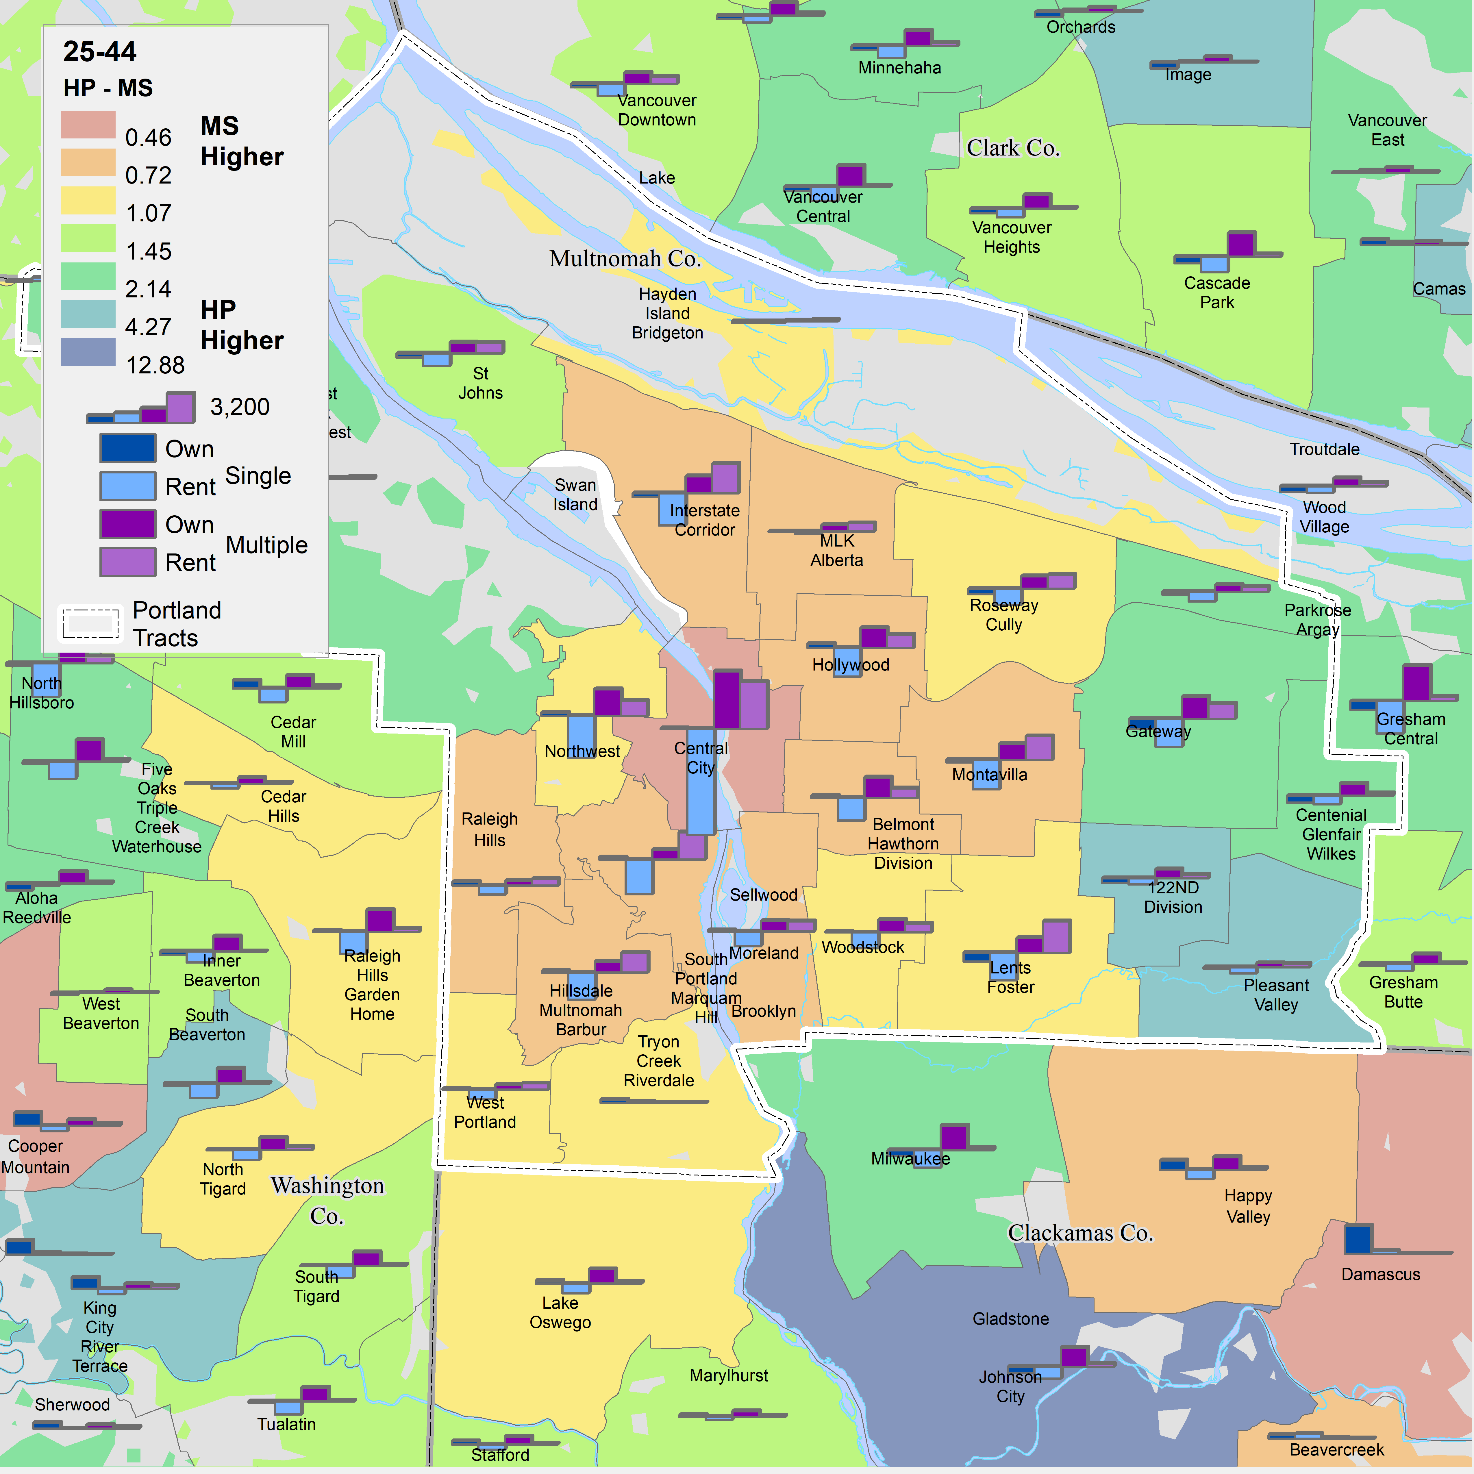 25-44
HP - MS
0.46
0.72
1.07
1.45
2.14
4.27
12.88
MS
Higher
HP
Higher
3,200
Own
Rent
Single
Own
Rent
Multiple
Portland
Tracts
Orchards
Minnehaha
Image
Vancouver
Downtown
Vancouver
East
Clark Co.
Lake
Vancouver
Central
Vancouver
Heights
Multnomah Co.
Cascade
Park
Camas
Hayden
Island
Bridgeton
St
Johns
st
est
Troutdale
Swan
Island
Interstate
Corridor
Wood
Village
MLK
Alberta
Roseway
Cully
Parkrose
Argay
Hollywood
North
Hillsboro
Cedar
Mill
Northwest
Central
City
Gateway
Gresham
Central
Montavilla
Five
Oaks
Triple
Creek
Waterhouse
Cedar
Hills
Raleigh
Hills
Belmont
Hawthorn
Division
Centenial
Glenfair
Wilkes
Aloha
Reedville
Sellwood
Moreland
Brooklyn
122ND
Division
Woodstock
Inner
Beaverton
Raleigh
Hills
Garden
Home
South
Portland
Marquam
Hill
Lents
Foster
Pleasant
Valley
Gresham
Butte
West
Beaverton
South
Beaverton
Hillsdale
Multnomah
Barbur
Tryon
Creek
Riverdale
West
Portland
Cooper
Mountain
North
Tigard
Washington
Co.
Milwaukee
Happy
Valley
Clackamas Co.
South
Tigard
Damascus
King
City
River
Terrace
Lake
Oswego
Gladstone
Johnson
City
Marylhurst
Sherwood
Tualatin
Stafford
Beavercreek